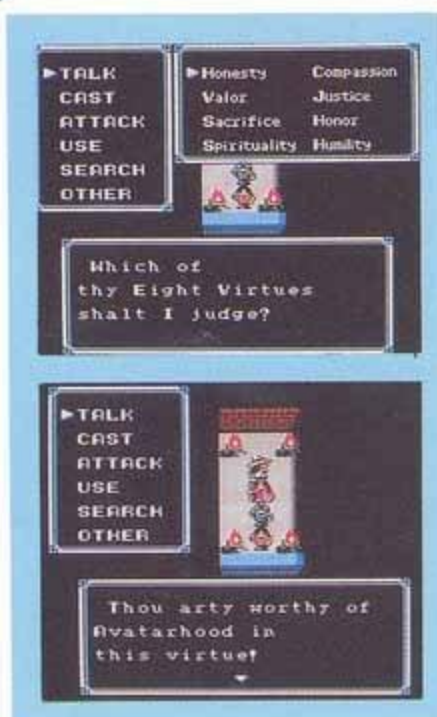 TALK
CAST
ATTACK
USE
SEARCH
OTHER
Honesty Compassion
Valor Justice
Sacrifice Honor
Spirituality Humility
Which of
thy Eight Virtues
shalt I judge?
TALK
CAST
ATTACK
USE
SEARCH
OTHER
Thou arty worthy of
Avatarhood in
this virtue!